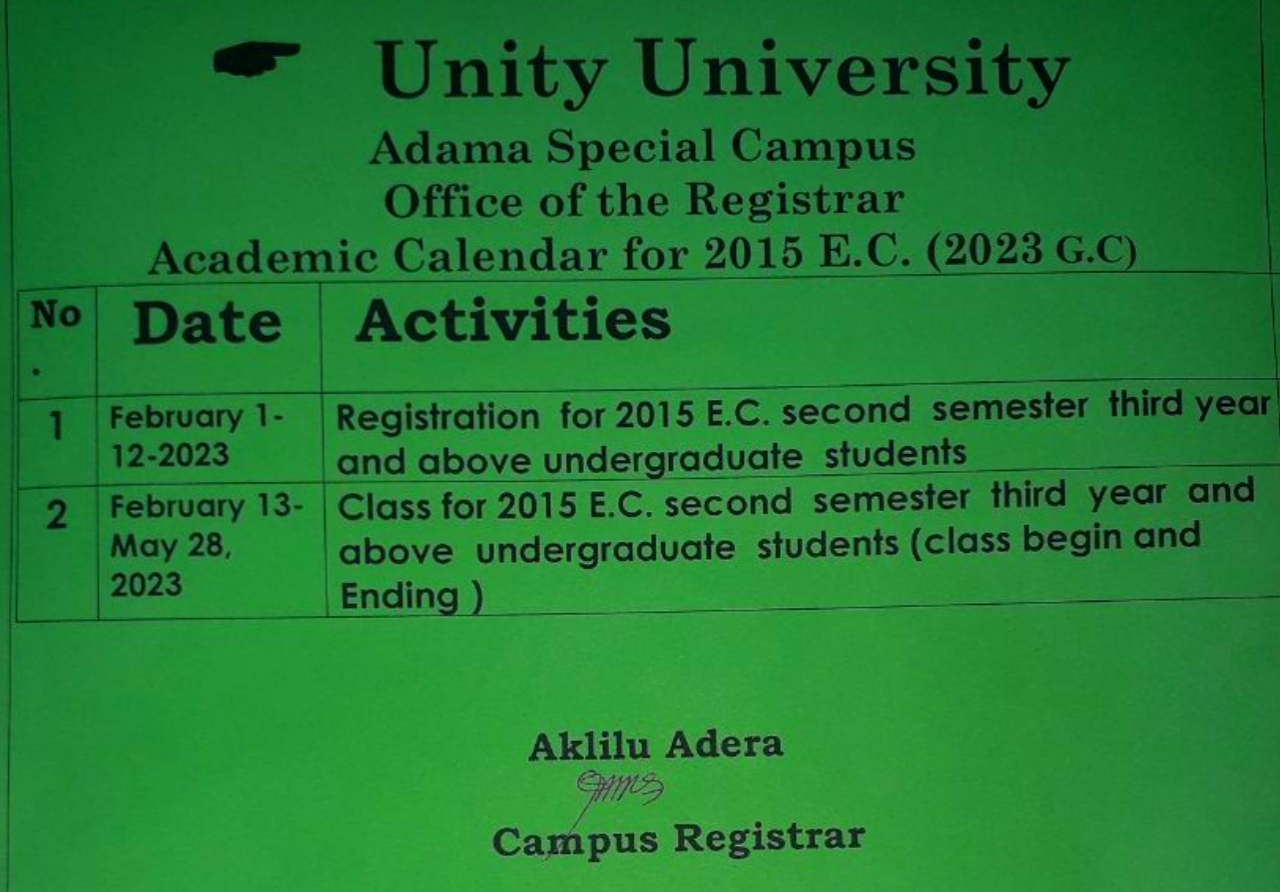 Unity University
Adama Special Campus
Office of the Registrar
Academic Calendar for 2015 E.C. (2023 G.C)
No
.
Date
Activities
1
February 1-
12-2023
Registration for 2015 E.C. second semester third year
and above undergraduate students
2
February 13-
May 28,
2023
Class for 2015 E.C. second semester third year and
above undergraduate students (class begin and
Ending )
Aklilu Adera
Campus Registrar